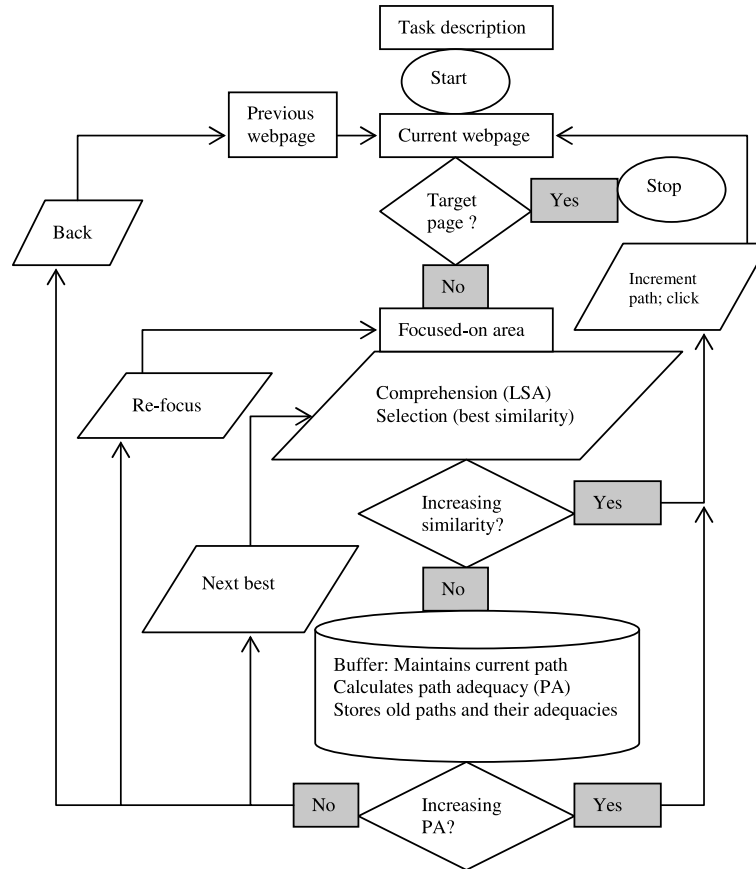 Task description
Start
Previous
webpage
Current webpage
Target
page ?
Yes
Stop
Back
No
Increment
path; click
Focused-on area
Re-focus
Comprehension (LSA)
Selection (best similarity)
Increasing
similarity?
Yes
Next best
No
Buffer: Maintains current path
Calculates path adequacy (PA)
Stores old paths and their adequacies
No
Increasing
PA?
Yes